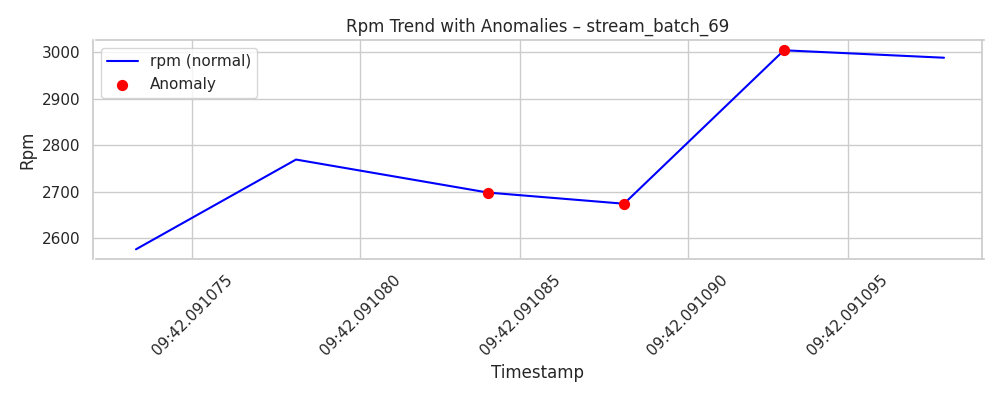 Rpm Trend with Anomalies – stream_batch_69
rpm (normal)
Anomaly
3000
2900
2800
2700
2600
Rpm
09:42.091075
09:42.091080
09:42.091085
09:42.091090
09:42.091095
Timestamp